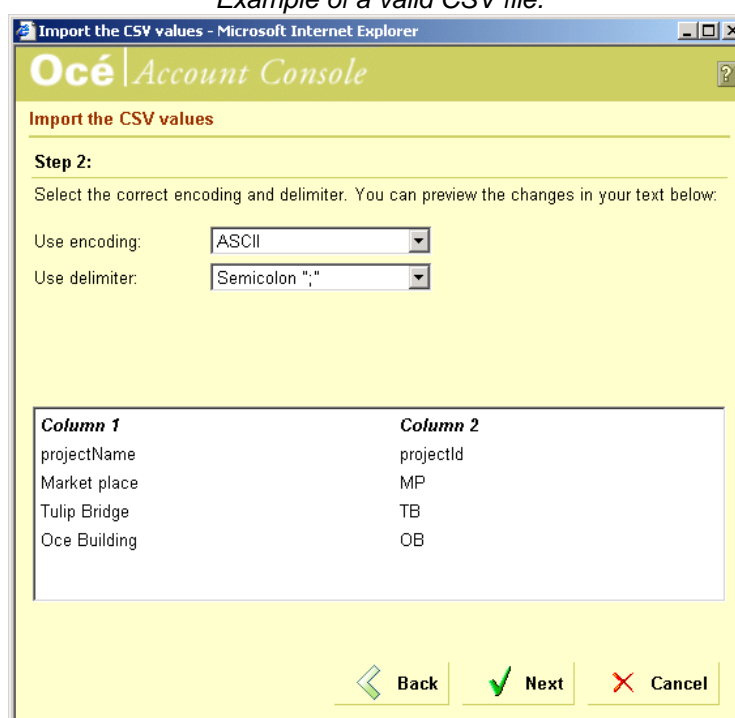 Example of a valid CSV file.
Import the CSV values - Microsoft Internet Explorer
Océ Account Console
?
Import the CSV values
Step 2:
Select the correct encoding and delimiter. You can preview the changes in your text below:
Use encoding: ASCII
Use delimiter: Semicolon ";"
Column 1 Column 2
projectName projectId
Market place MP
Tulip Bridge TB
Oce Building OB
Back Next Cancel